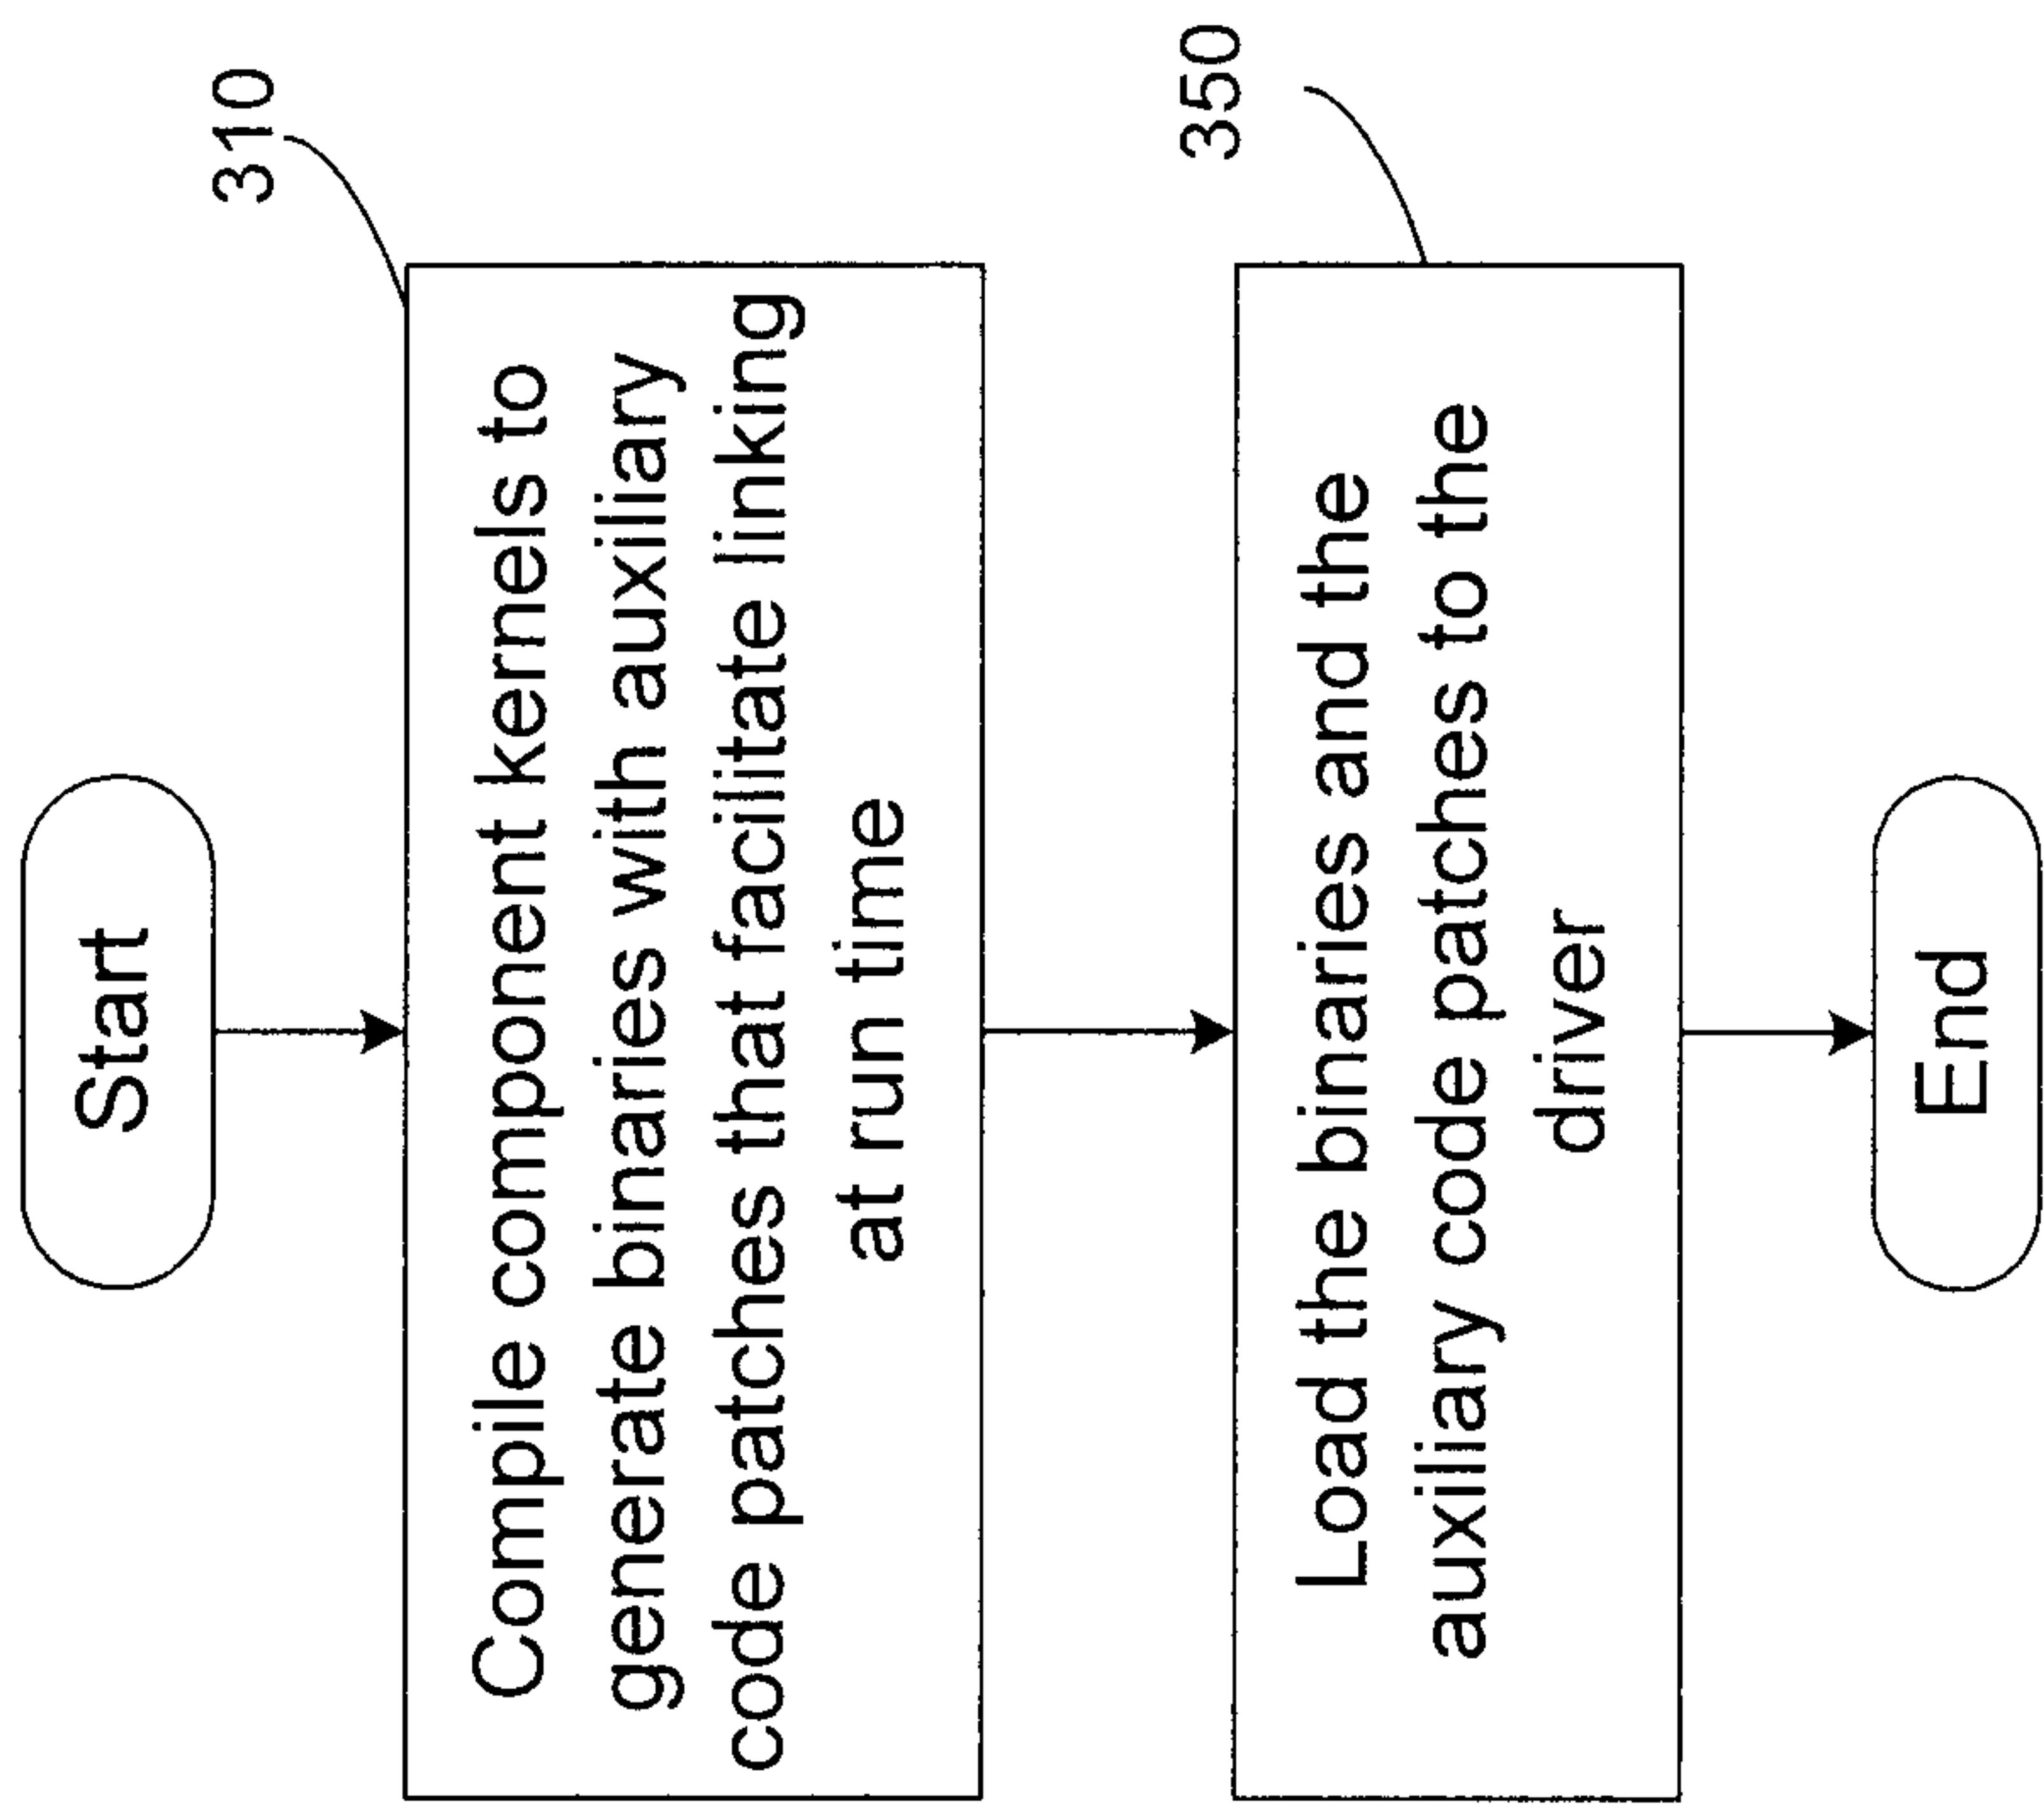 Start
310
Compile component kernels to
generate binaries with auxiliary
code patches that facilitate linking
at run time
350
Load the binaries and the
auxiliary code patches to the
driver
End